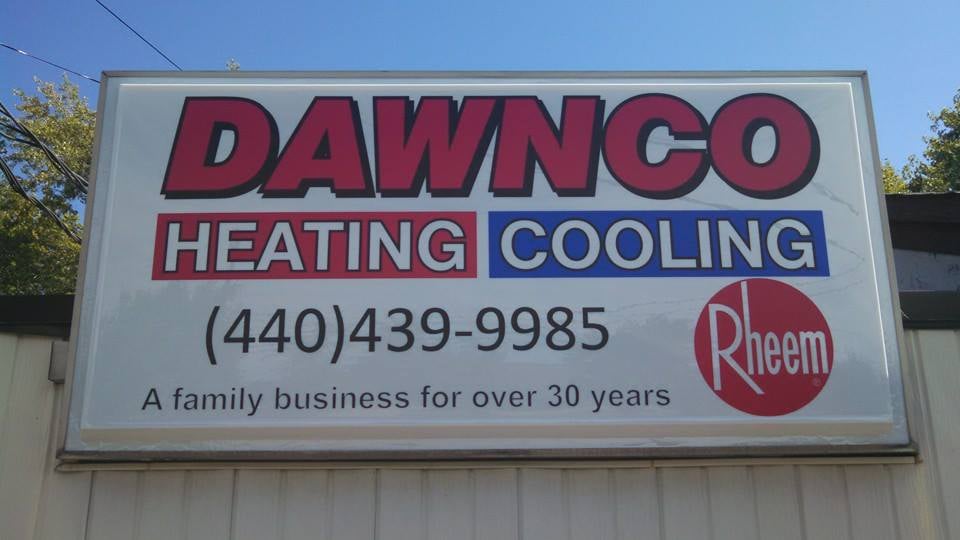 DAWNCO
HEATING COOLING
(440)439-9985
Rheem®
A family business for over 30 years